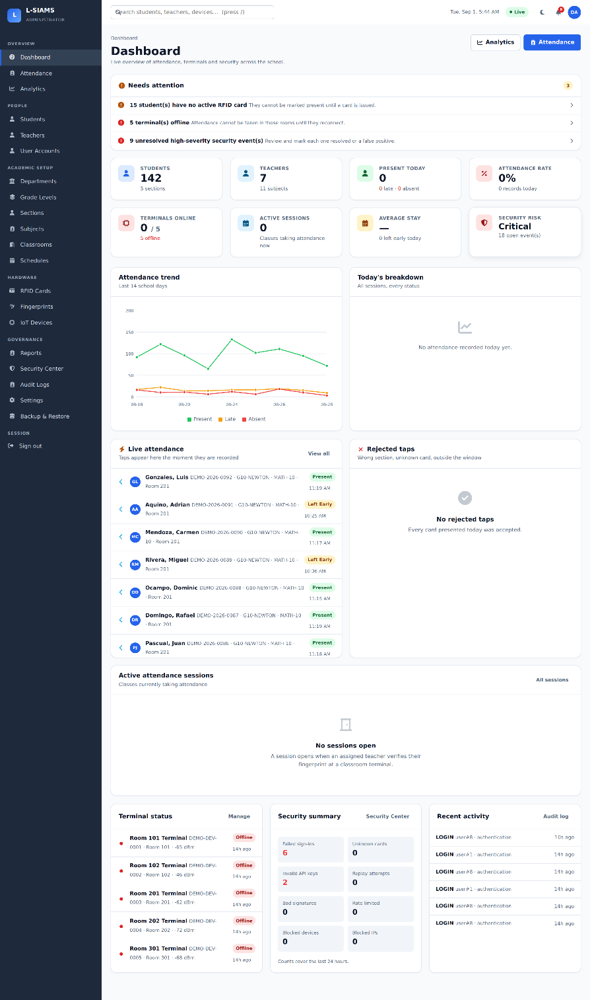 L
L-SIAMS
ADMINISTRATOR
Search students, teachers, devices... (press /)
Tue, Sep 1, 5:44 AM
Live
9
DA
OVERVIEW
Dashboard
Attendance
Analytics
PEOPLE
Students
Teachers
User Accounts
ACADEMIC SETUP
Departments
Grade Levels
Sections
Subjects
Classrooms
Schedules
HARDWARE
RFID Cards
Fingerprints
IoT Devices
GOVERNANCE
Reports
Security Center
Audit Logs
Settings
Backup & Restore
SESSION
Sign out
Dashboard
Dashboard
Live overview of attendance, terminals and security across the school.
Analytics
Attendance
Needs attention
3
15 student(s) have no active RFID card They cannot be marked present until a card is issued.
5 terminal(s) offline Attendance cannot be taken in those rooms until they reconnect.
9 unresolved high-severity security event(s) Review and mark each one resolved or a false positive.
STUDENTS
142
5 sections
TEACHERS
7
11 subjects
PRESENT TODAY
0
0 late · 0 absent
ATTENDANCE RATE
0%
0 records today
TERMINALS ONLINE
0 / 5
5 offline
ACTIVE SESSIONS
0
Classes taking attendance
now
AVERAGE STAY
—
0 left early today
SECURITY RISK
Critical
18 open event(s)
Attendance trend
Last 14 school days
200
150
100
50
0
08-18
08-20
08-24
08-26
08-28
Present
Late
Absent
Today's breakdown
All sessions, every status
No attendance recorded today yet.
Live attendance
Taps appear here the moment they are recorded
View all
GL
Gonzales, Luis DEMO-2026-0092 · G10-NEWTON · MATH-10 ·
Room 201
Present
11:19 AM
AA
Aquino, Adrian DEMO-2026-0091 · G10-NEWTON · MATH-10 ·
Room 201
Left Early
10:25 AM
MC
Mendoza, Carmen DEMO-2026-0090 · G10-NEWTON · MATH-
10 · Room 201
Present
11:17 AM
RM
Rivera, Miguel DEMO-2026-0089 · G10-NEWTON · MATH-10 ·
Room 201
Left Early
10:36 AM
OD
Ocampo, Dominic DEMO-2026-0088 · G10-NEWTON · MATH-10
· Room 201
Present
11:15 AM
DR
Domingo, Rafael DEMO-2026-0087 · G10-NEWTON · MATH-10
· Room 201
Present
11:19 AM
PJ
Pascual, Juan DEMO-2026-0086 · G10-NEWTON · MATH-10 ·
Room 201
Present
11:18 AM
Rejected taps
Wrong section, unknown card, outside the window
No rejected taps
Every card presented today was accepted.
Active attendance sessions
Classes currently taking attendance
All sessions
No sessions open
A session opens when an assigned teacher verifies their
fingerprint at a classroom terminal.
Terminal status
Manage
Room 101 Terminal DEMO-DEV-
0001 · Room 101 · -65 dBm
Offline
14h ago
Room 102 Terminal DEMO-DEV-
0002 · Room 102 · -46 dBm
Offline
14h ago
Room 201 Terminal DEMO-DEV-
0003 · Room 201 · -62 dBm
Offline
14h ago
Room 202 Terminal DEMO-DEV-
0004 · Room 202 · -72 dBm
Offline
14h ago
Room 301 Terminal DEMO-DEV-
0005 · Room 301 · -68 dBm
Offline
14h ago
Security summary
Security Center
Failed sign-ins
6
Unknown cards
0
Invalid API keys
2
Replay attempts
0
Bad signatures
0
Rate limited
0
Blocked devices
0
Blocked IPs
0
Counts cover the last 24 hours.
Recent activity
Audit log
LOGIN user#8 · authentication 10s ago
LOGIN user#1 · authentication 14h ago
LOGIN user#8 · authentication 14h ago
LOGIN user#1 · authentication 14h ago
LOGIN user#8 · authentication 14h ago
LOGIN user#8 · authentication 14h ago